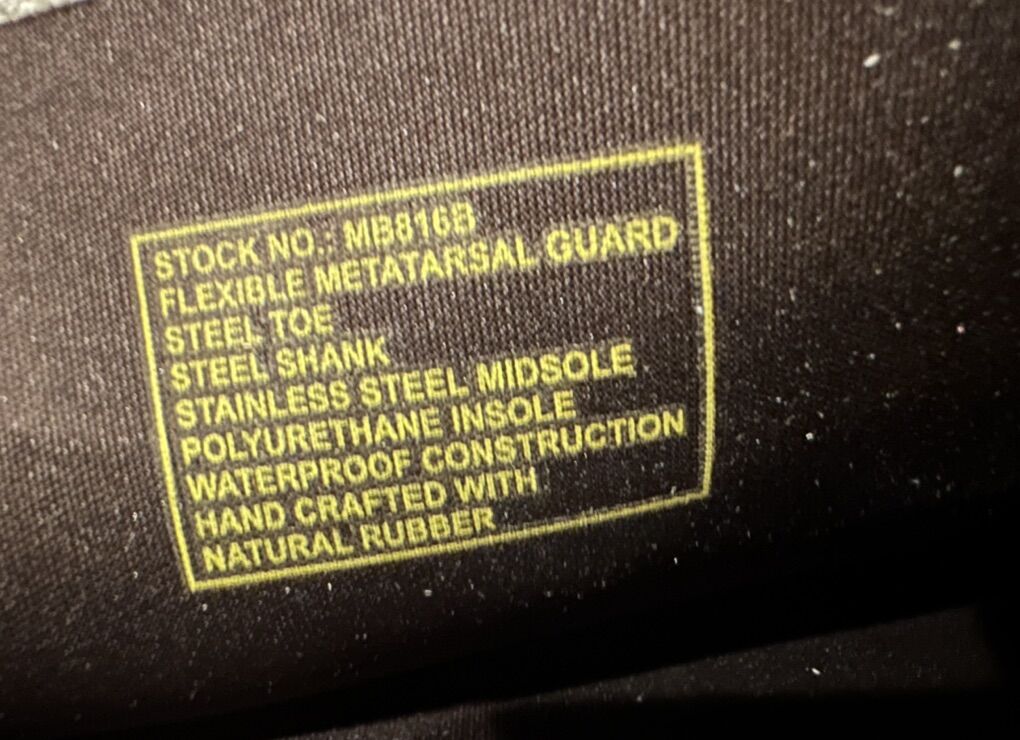 STOCK NO.: MB816B
FLEXIBLE METATARSAL GUARD
STEEL TOE
STEEL SHANK
STAINLESS STEEL MIDSOLE
POLYURETHANE INSOLE
WATERPROOF CONSTRUCTION
HAND CRAFTED WITH
NATURAL RUBBER